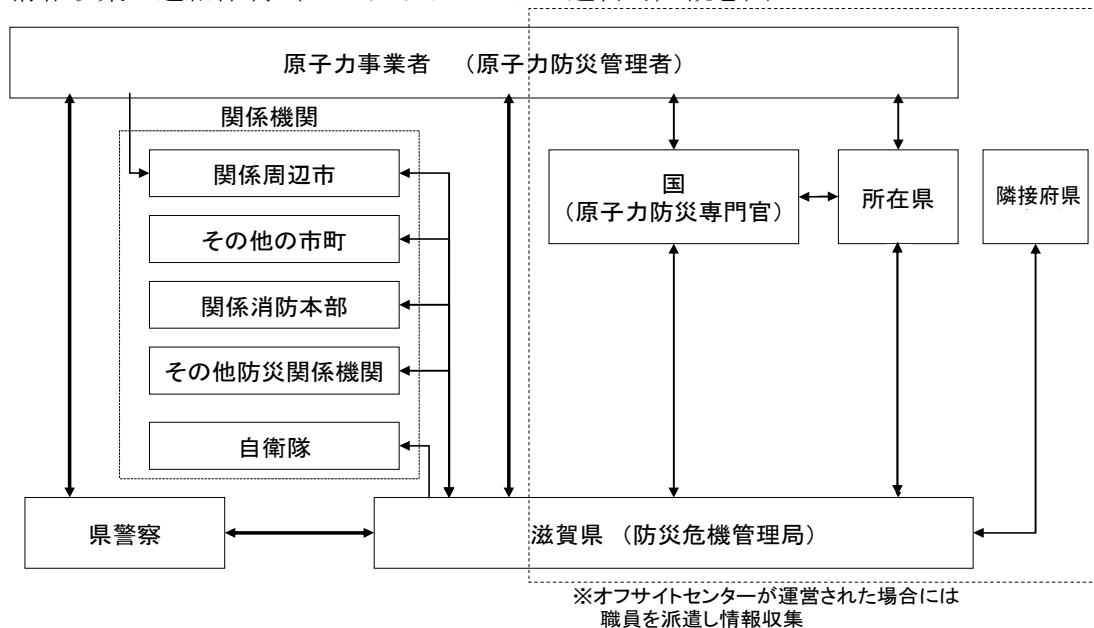 原子力事業者 （原子力防災管理者）
関係機関
関係周辺市
その他の市町
関係消防本部
その他防災関係機関
自衛隊
国
（原子力防災専門官）
所在県
隣接府県
県警察
滋賀県 （防災危機管理局）
※オフサイトセンターが運営された場合には
職員を派遣し情報収集